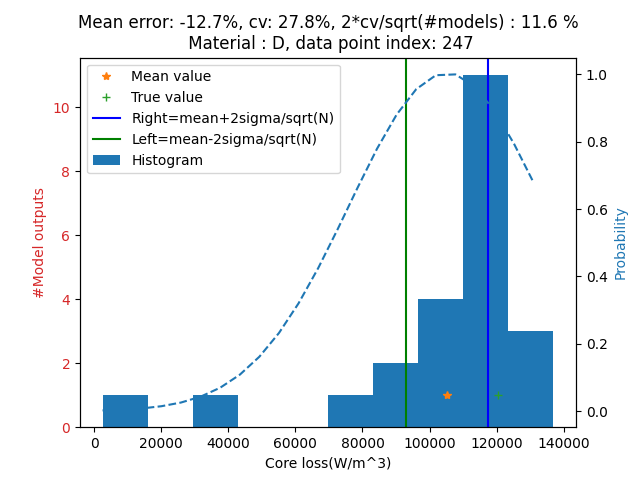 Mean error: -12.7%, cv: 27.8%, 2*cv/sqrt(#models) : 11.6 %
Material : D, data point index: 247
Mean value
True value
Right=mean+2sigma/sqrt(N)
Left=mean-2sigma/sqrt(N)
Histogram
#Model outputs
0
2
4
6
8
10
Probability
0.0
0.2
0.4
0.6
0.8
1.0
0 20000 40000 60000 80000 100000 120000 140000
Core loss(W/m^3)